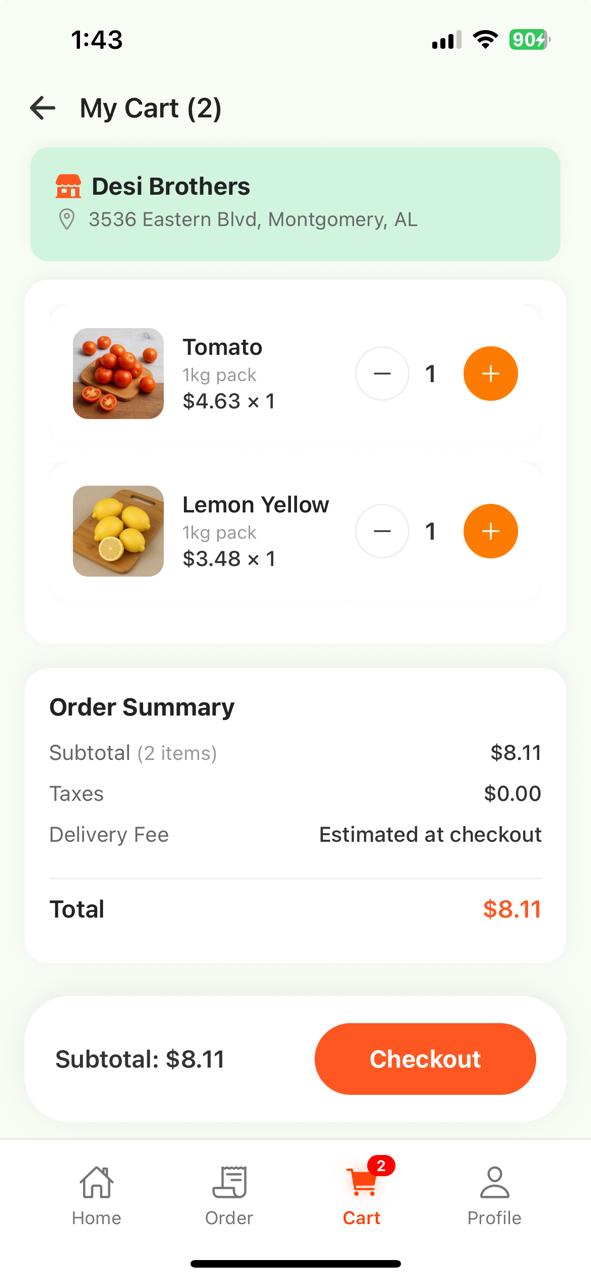 1:43
90
My Cart (2)
Desi Brothers
3536 Eastern Blvd, Montgomery, AL
Tomato
1kg pack
$4.63 × 1
1
Lemon Yellow
1kg pack
$3.48 × 1
1
Order Summary
Subtotal (2 items) $8.11
Taxes $0.00
Delivery Fee Estimated at checkout
Total $8.11
Subtotal: $8.11 Checkout
2
Home Order Cart Profile